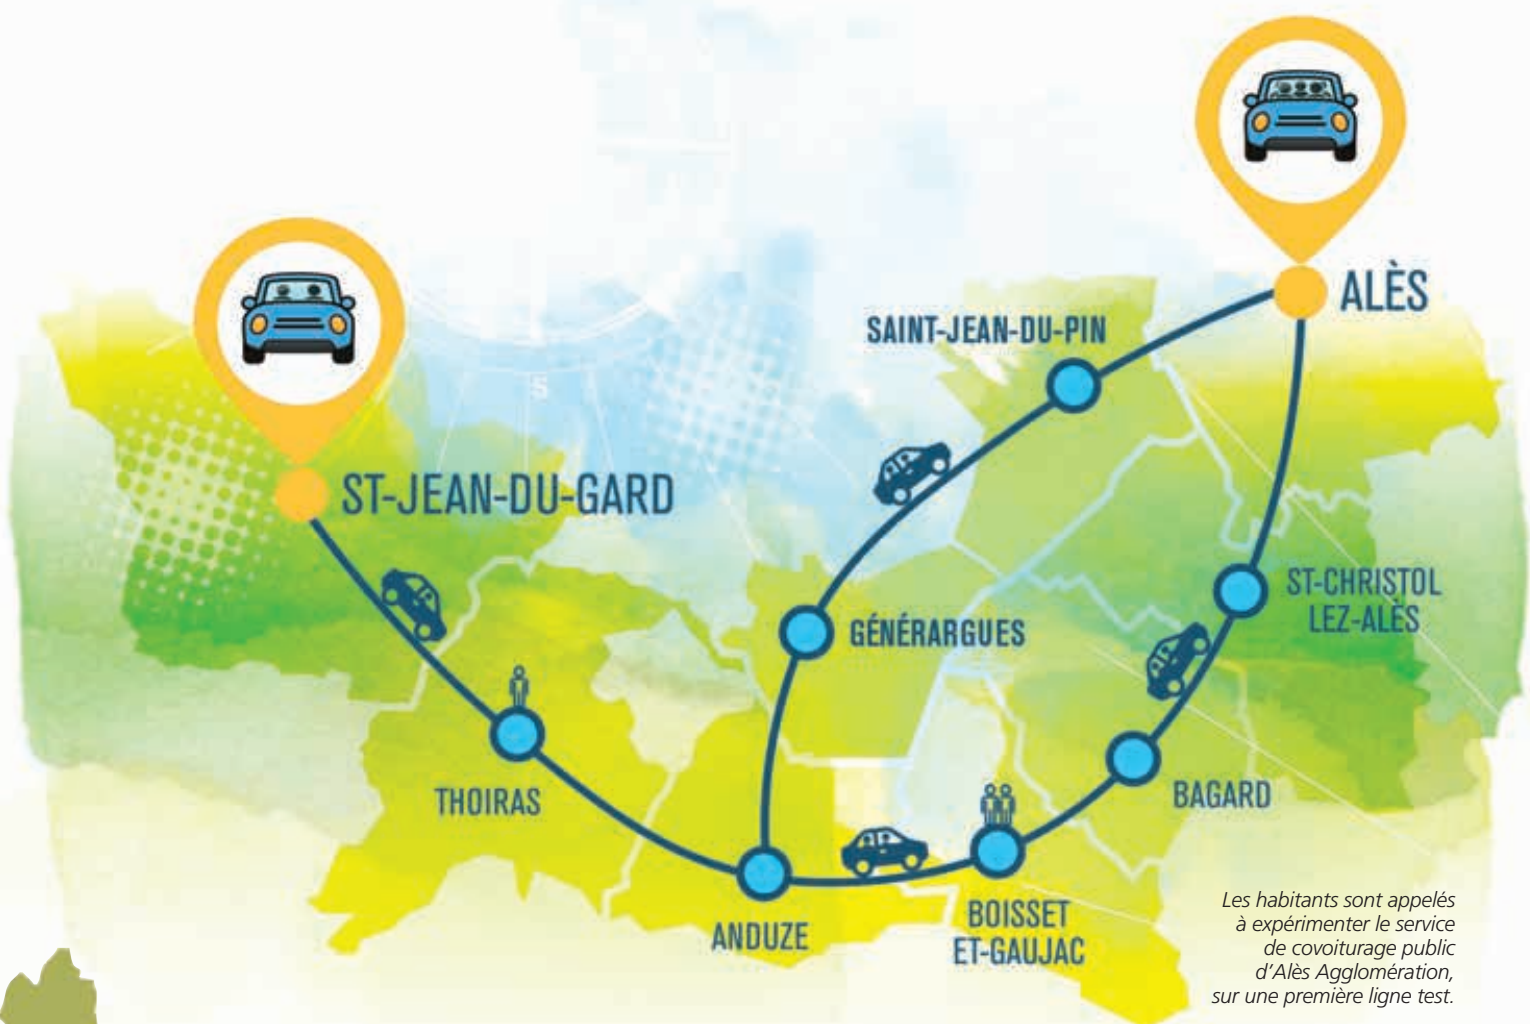 ALÈS
SAINT-JEAN-DU-PIN
S
ST-JEAN-DU-GARD
ST-CHRISTOL
LEZ-ALÈS
GÉNÉRARGUES
THOIRAS
BAGARD
ANDUZE
BOISSET
ET-GAUJAC
Les habitants sont appelés
à expérimenter le service
de covoiturage public
d'Alès Agglomération,
sur une première ligne test.